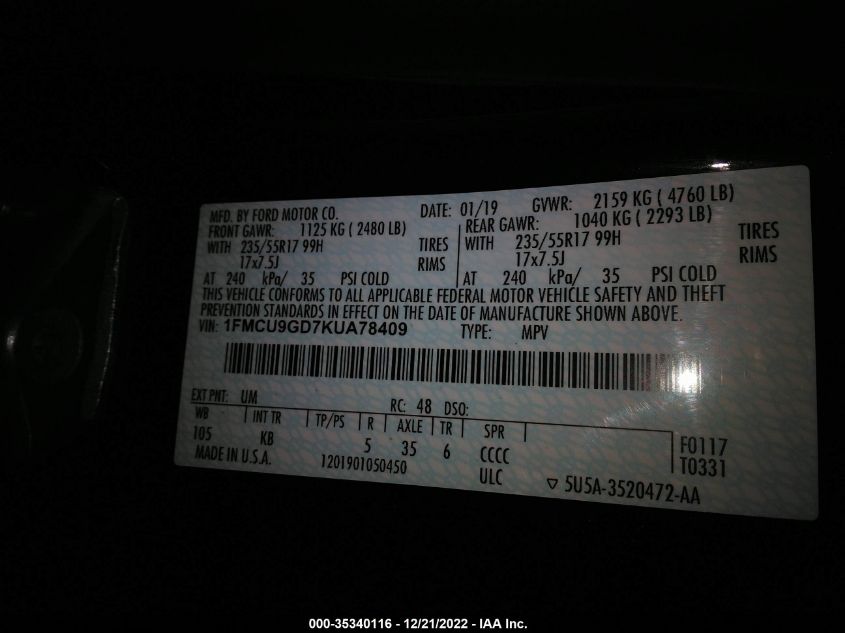 MFD. BY FORD MOTOR CO. DATE: 01/19 GVWR: 2159 KG ( 4760 LB)
FRONT GAWR: 1125 KG ( 2480 LB) REAR GAWR: 1040 KG ( 2293 LB)
WITH 235/55R17 99H TIRES WITH 235/55R17 99H TIRES
17x7.5J RIMS 17x7.5J RIMS
AT 240 kPa/ 35 PSI COLD AT 240 kPa/ 35 PSI COLD
THIS VEHICLE CONFORMS TO ALL APPLICABLE FEDERAL MOTOR VEHICLE SAFETY AND THEFT
PREVENTION STANDARDS IN EFFECT ON THE DATE OF MANUFACTURE SHOWN ABOVE.
VIN: 1FMCU9GD7KUA78409 TYPE: MPV
EXT PNT: UM RC: 48 DSO:
WB INT TR TP/PS R AXLE TR SPR
105 KB 5 35 6 CCCC F0117
MADE IN U.S.A. 1201901050450 ULC T0331
▽ 5U5A-3520472-AA
000-35340116 - 12/21/2022 - IAA Inc.